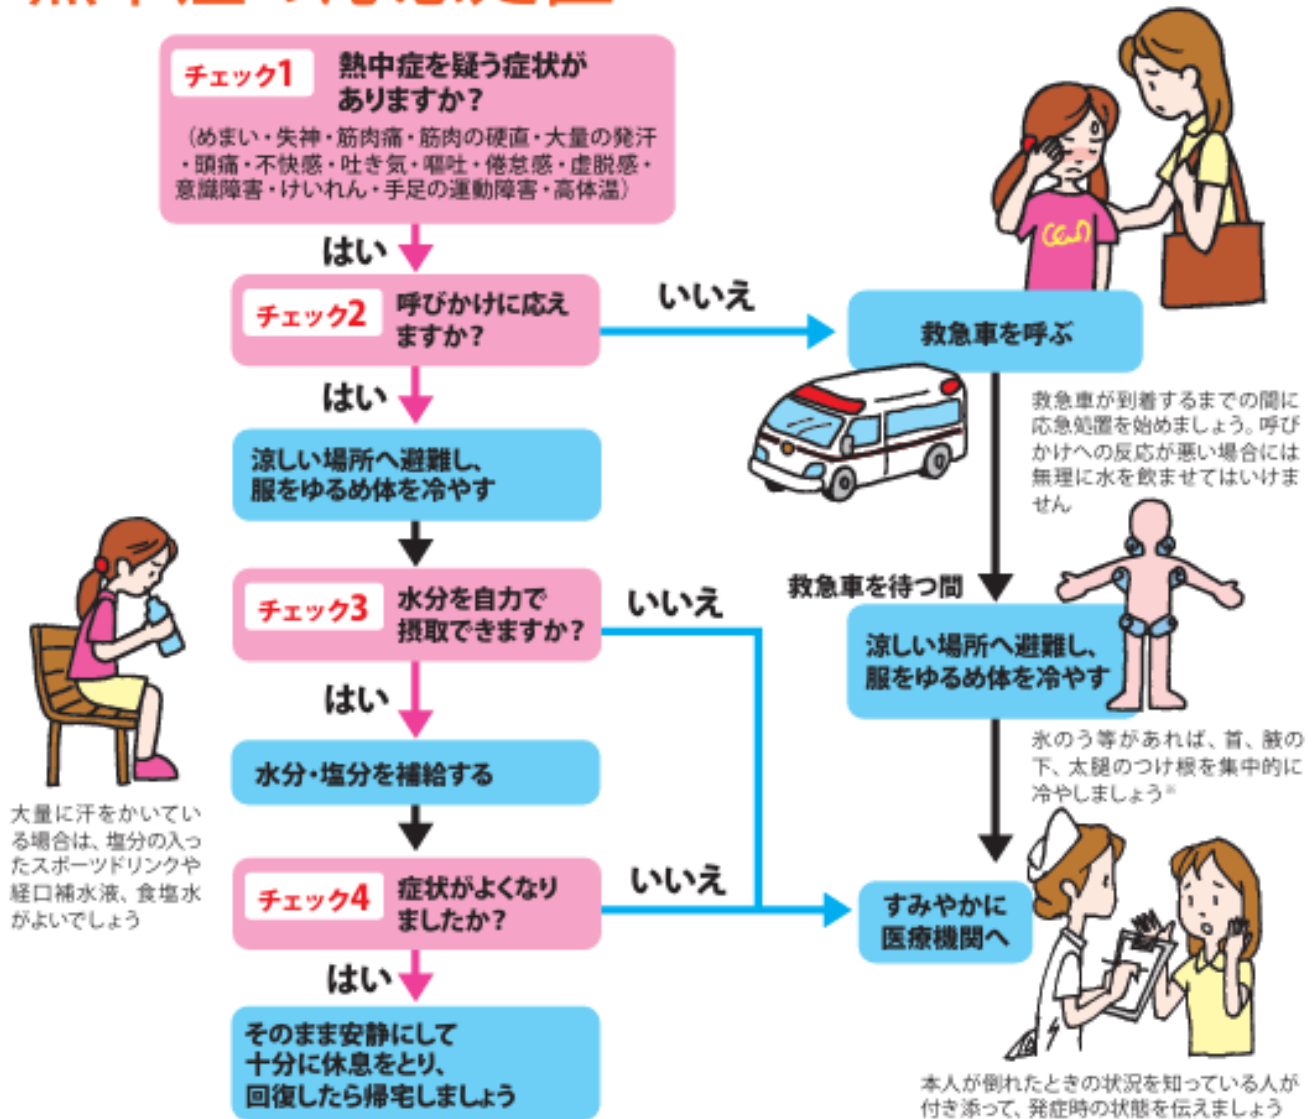 チェック1
熱中症を疑う症状が
ありますか？
（めまい・失神・筋肉痛・筋肉の硬直・大量の発汗
・頭痛・不快感・吐き気・嘔吐・倦怠感・虚脱感・
意識障害・けいれん・手足の運動障害・高体温）
はい
チェック2
呼びかけに応え
ますか？
いいえ
救急車を呼ぶ
はい
救急車が到着するまでの間に
応急処置を始めましょう。呼び
かけへの反応が悪い場合には
無理に水を飲ませてはいけま
せん
涼しい場所へ避難し、
服をゆるめ体を冷やす
チェック3
水分を自力で
摂取できますか？
いいえ
救急車を待つ間
涼しい場所へ避難し、
服をゆるめ体を冷やす
はい
氷のう等があれば、首、腋の
下、太腿のつけ根を集中的に
冷やしましょう※
水分・塩分を補給する
大量に汗をかいてい
る場合は、塩分の入っ
たスポーツドリンクや
経口補水液、食塩水
がよいでしょう
チェック4
症状がよくなり
ましたか？
いいえ
すみやかに
医療機関へ
はい
そのまま安静にして
十分に休息をとり、
回復したら帰宅しましょう
本人が倒れたときの状況を知っている人が
付き添って、発症時の状態を伝えましょう